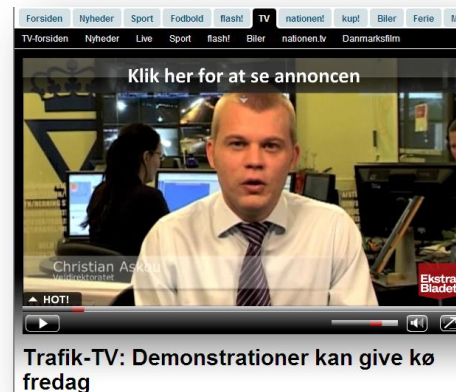 Forsiden Nyheder Sport Fodbold flash! TV nationen! kup! Biler Ferie
TV-forsiden Nyheder Live Sport flash! Biler nationen.tv Danmarksfilm
Klik her for at se annoncen
Christian Askou
Vejdirektoratet
Ekstra
Bladet
HOT!
Trafik-TV: Demonstrationer kan give kø
fredag